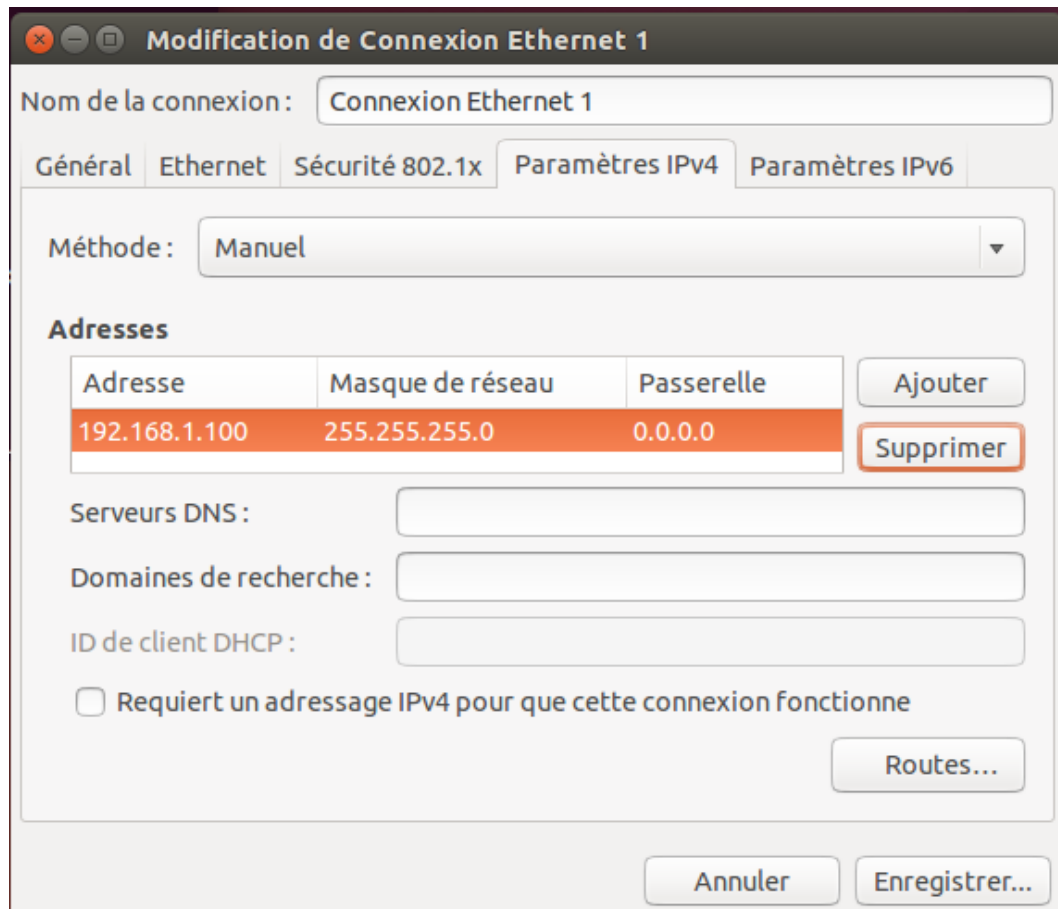 Modification de Connexion Ethernet 1
Nom de la connexion : Connexion Ethernet 1
Général Ethernet Sécurité 802.1x Paramètres IPv4 Paramètres IPv6
Méthode : Manuel
Adresses
Adresse Masque de réseau Passerelle Ajouter
192.168.1.100 255.255.255.0 0.0.0.0
Supprimer
Serveurs DNS :
Domaines de recherche :
ID de client DHCP :
Requiert un adressage IPv4 pour que cette connexion fonctionne
Routes…
Annuler Enregistrer...